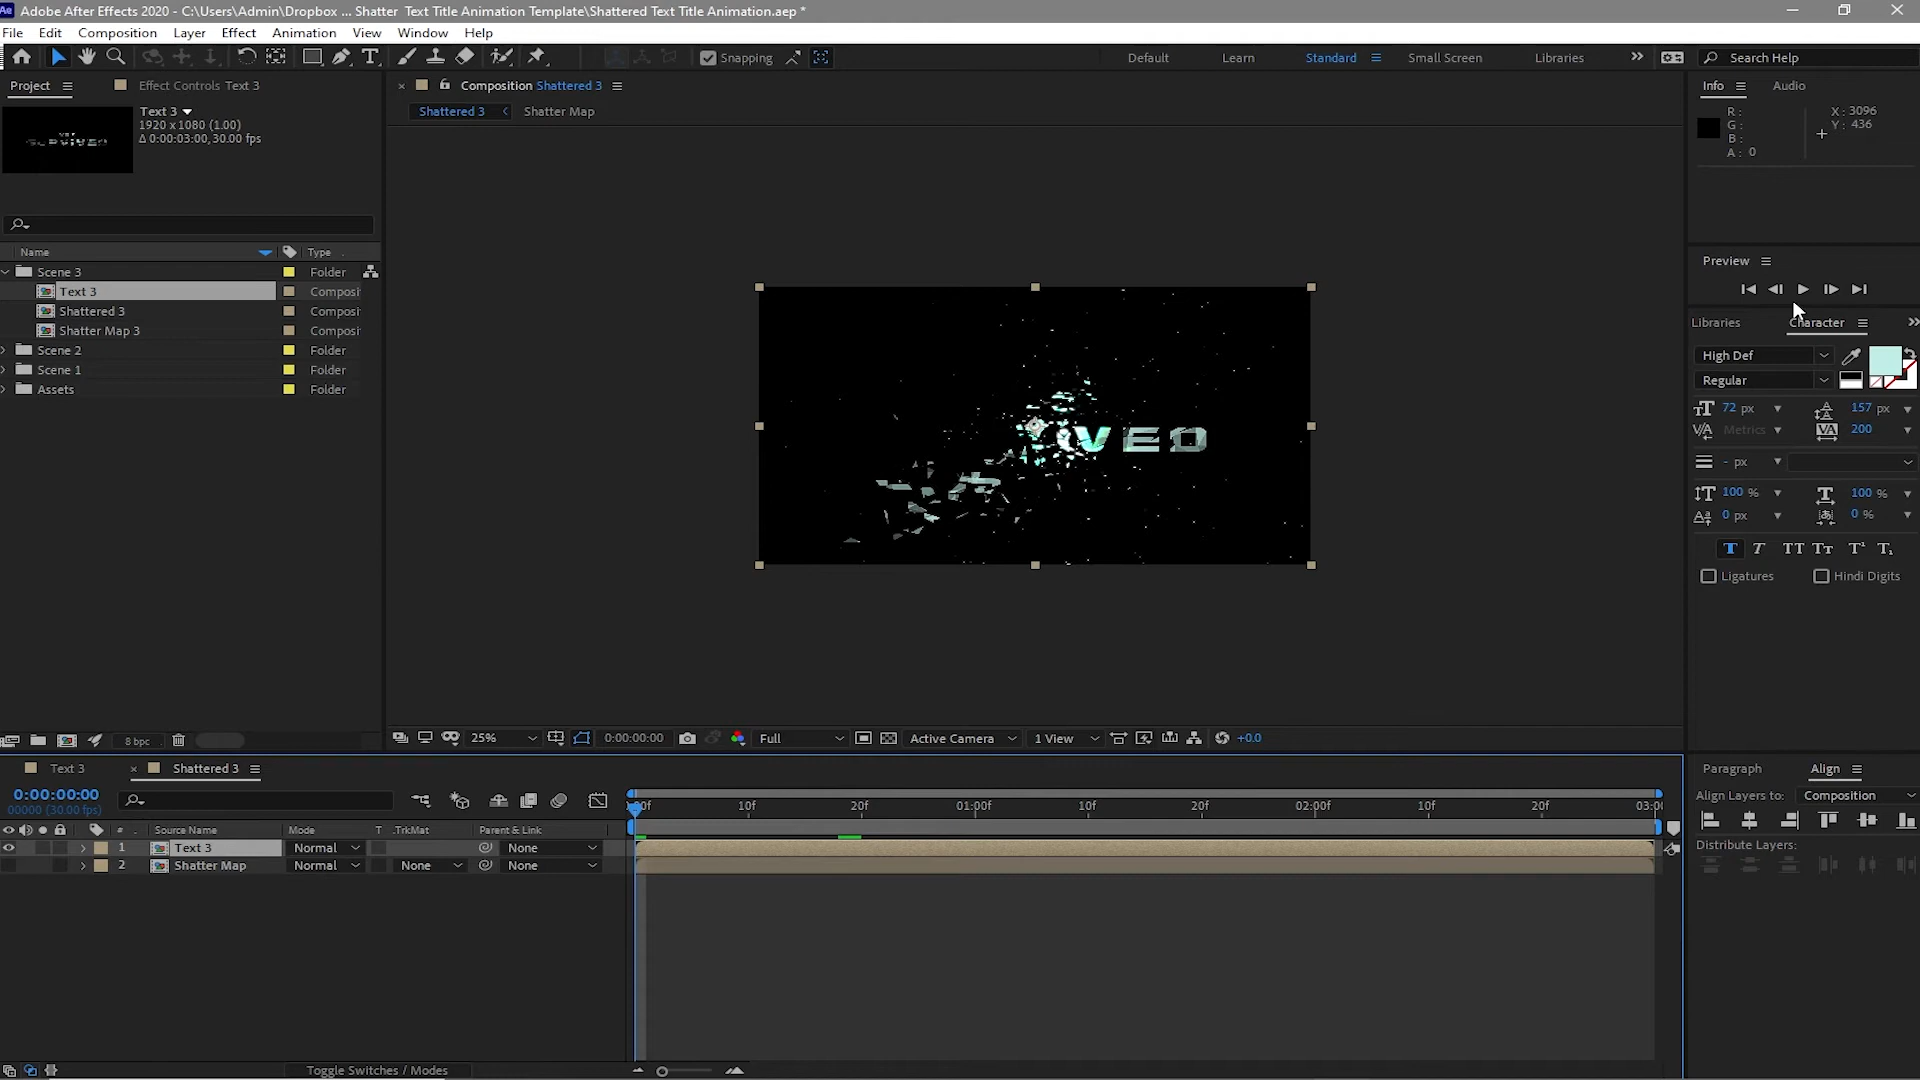 Adobe After Effects 2020 - C:\Users\Admin\Dropbox ... Shatter  Text Title Animation Template\Shattered Text Title Animation.aep *
File Edit Composition Layer Effect Animation View Window Help
Snapping Default Learn Standard Small Screen Libraries Search Help
Project Effect Controls Text 3
Composition Shattered 3
Shattered 3 Shatter Map
Text 3
1920 x 1080 (1.00)
Δ 0:00:03:00, 30.00 fps
Name Type
Scene 3 Folder
Text 3 Composi
Shattered 3 Composi
Shatter Map 3 Composi
Scene 2 Folder
Scene 1 Folder
Assets Folder
VED
Info Audio
R: X: 3096
G: Y: 436
B:
A: 0
Preview
Libraries Character
High Def
Regular
72 px 157 px
Metrics 200
- px
100 % 100 %
0 px 0 %
T T TT Tт T¹ T₁
Ligatures Hindi Digits
8 bpc
25% 0:00:00:00 Full Active Camera 1 View +0.0
Text 3 Shattered 3
0:00:00:00
00000 (30.00 fps)
:00f 10f 20f 01:00f 10f 20f 02:00f 10f 20f 03:00
# Source Name Mode T .TrkMat Parent & Link
1 Text 3 Normal None
2 Shatter Map Normal None None
Toggle Switches / Modes
Paragraph Align
Align Layers to: Composition
Distribute Layers: